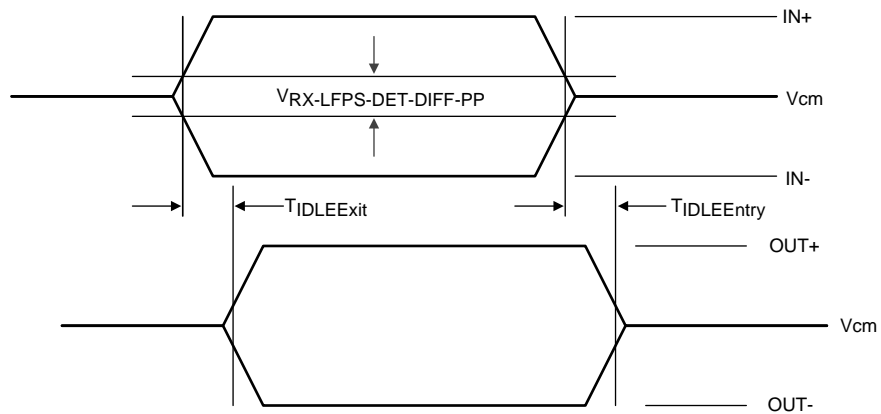 IN+
VRX-LFPS-DET-DIFF-PP
Vcm
IN-
TIDLEExit
TIDLEEntry
OUT+
Vcm
OUT-